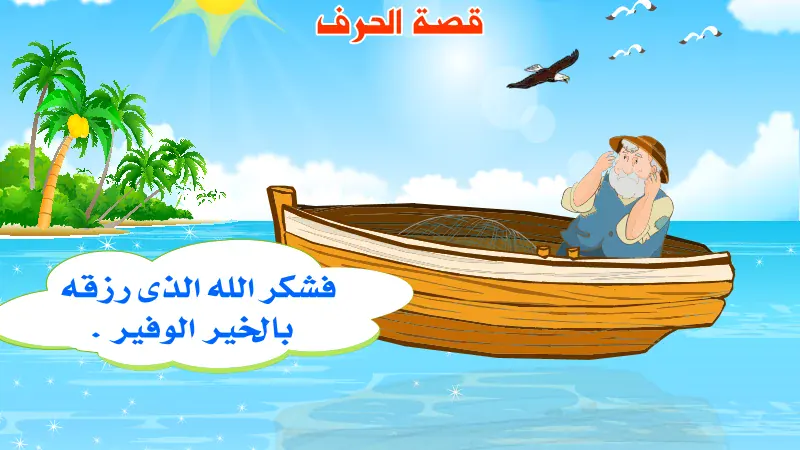 قصة الحرف
فشكر الله الذى رزقه
بالخير الوفير .